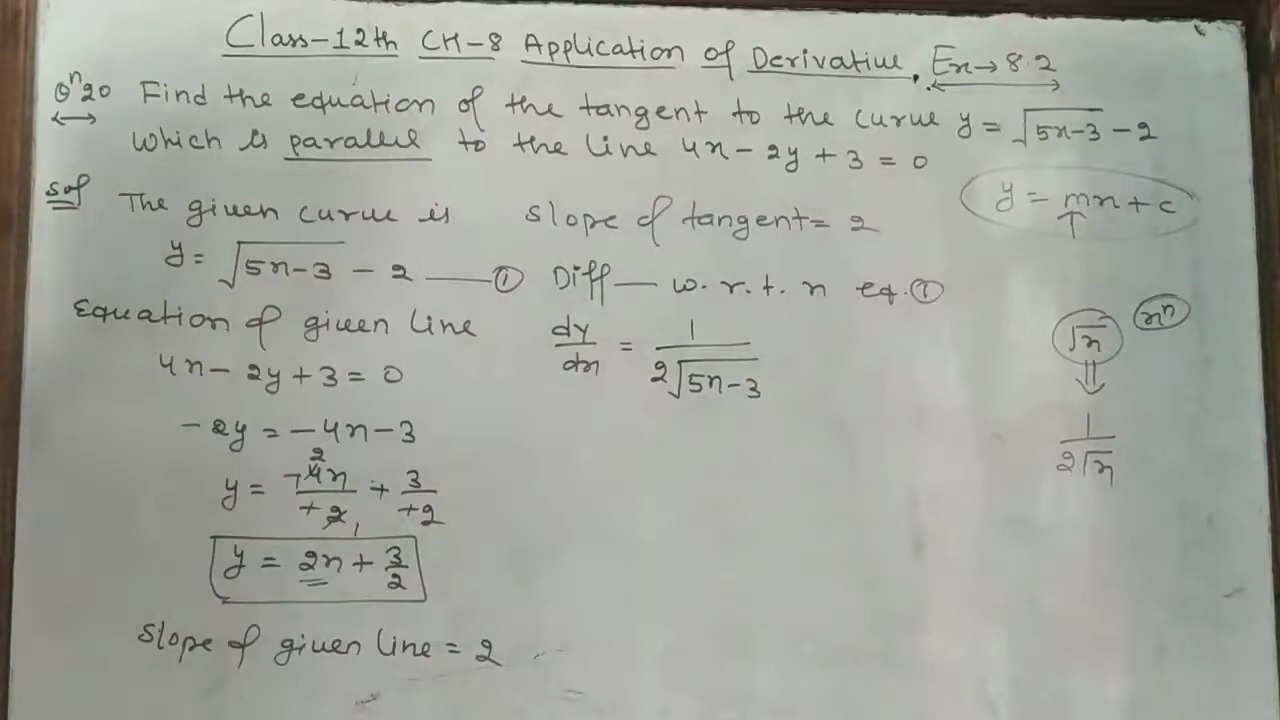 Class-12th CH-8 Application of Derivative. Ex→8.2
Qⁿ20 Find the equation of the tangent to the curve y = √5x-3 - 2
which is parallel to the line 4x - 2y + 3 = 0
Sol
The given curve is
y = √5x-3 - 2 —— ①
Equation of given line
4x - 2y + 3 = 0
-2y = -4x - 3
y = 4x/2 + 3/+2
2
1
y = 2x + 3/2
Slope of given line = 2
Slope of tangent = 2
Diff— w.r.t. x eq.①
dy/dx = 1/2√5x-3
y = mx + c
↑
√x xⁿ
⇓
1/2√x